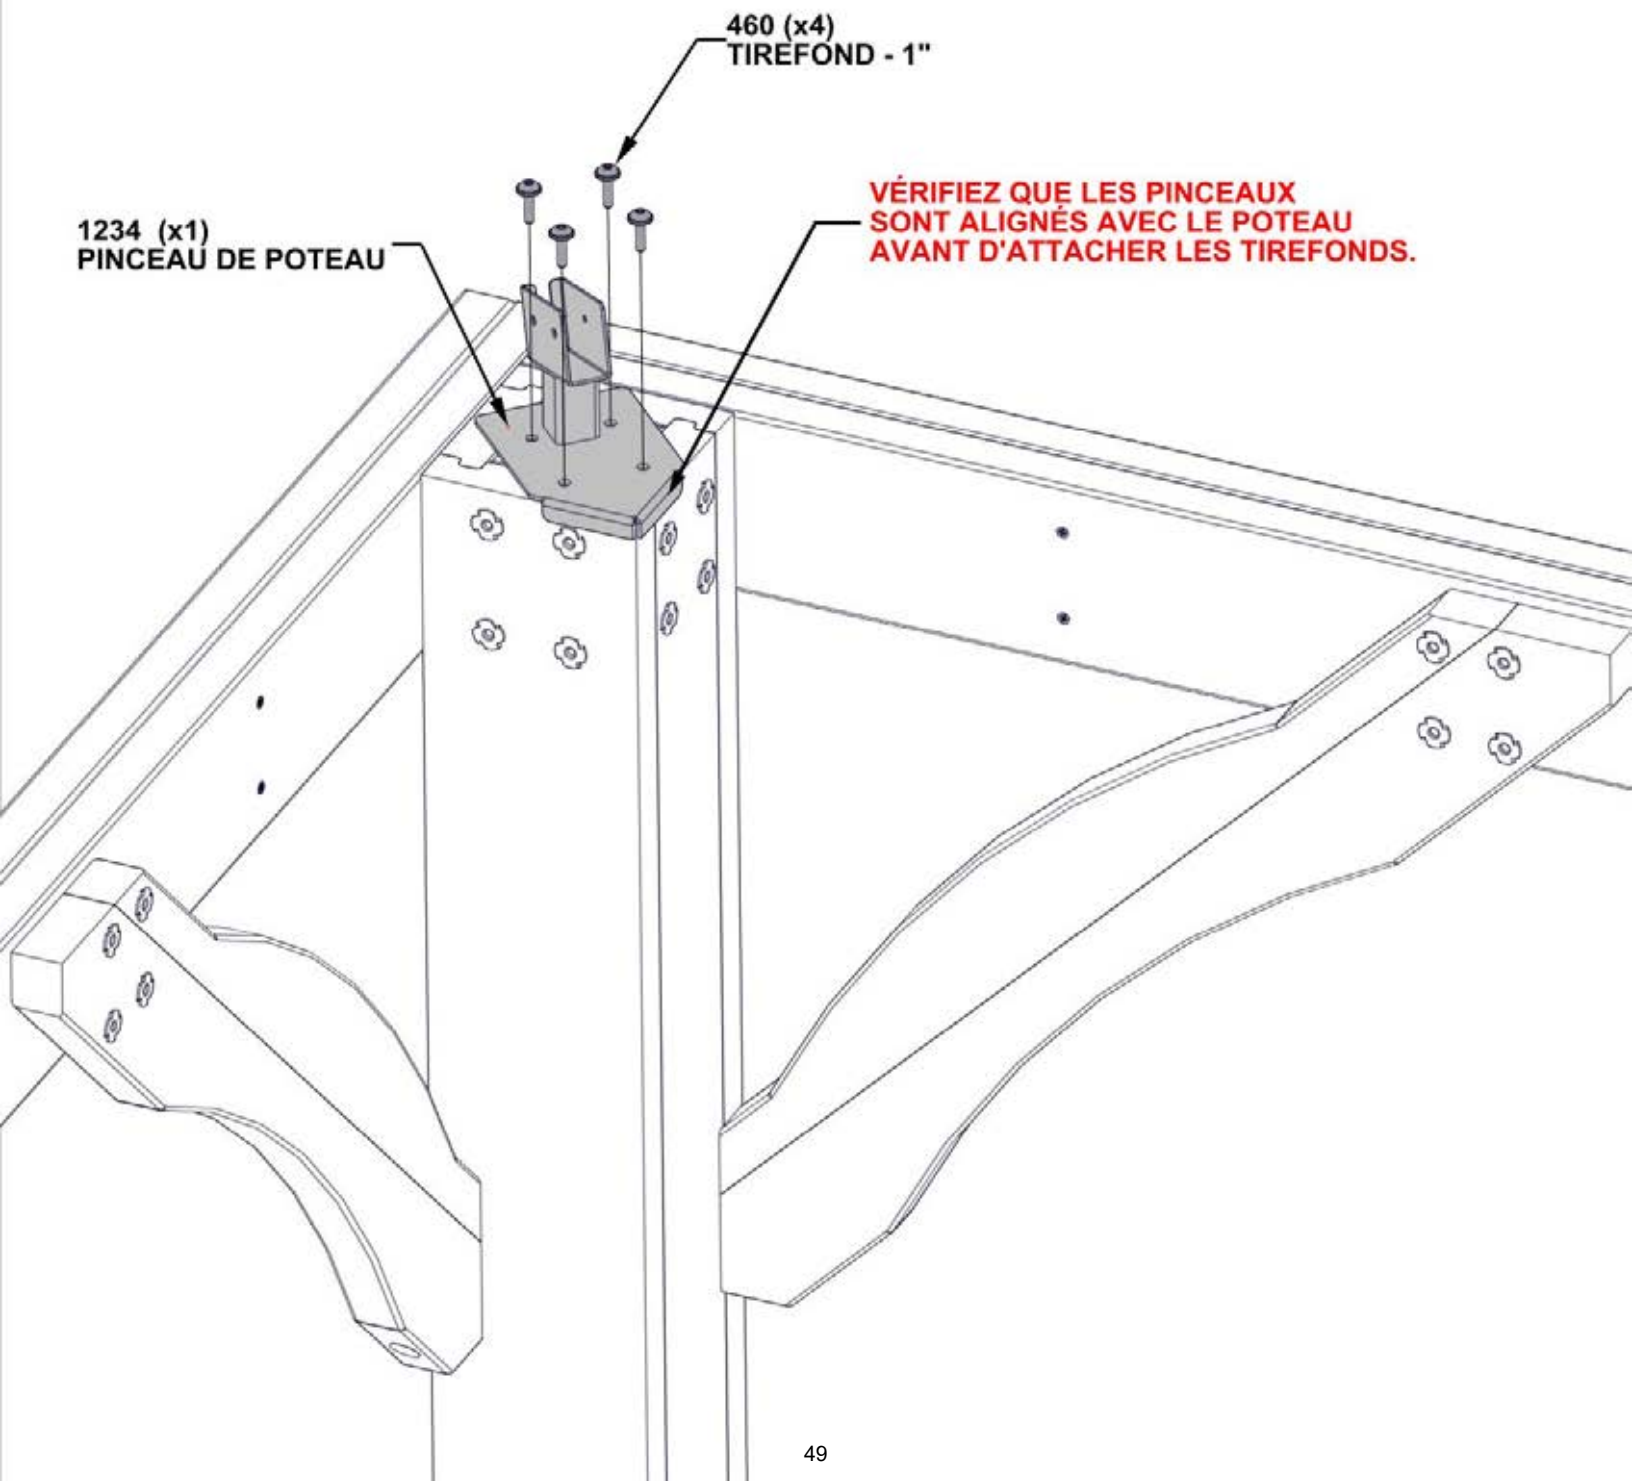 460 (x4)
TIREFOND - 1"
VÉRIFIEZ QUE LES PINCEAUX
SONT ALIGNÉS AVEC LE POTEAU
AVANT D'ATTACHER LES TIREFONDS.
1234 (x1)
PINCEAU DE POTEAU
49